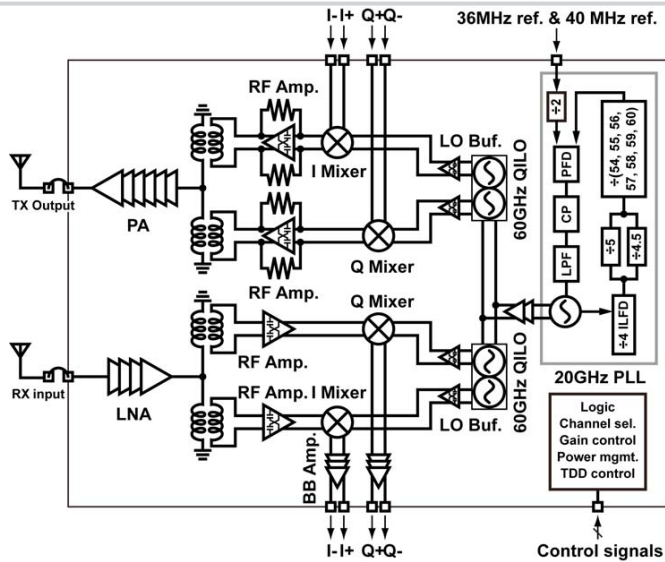 I- I+ Q+Q-
36MHz ref. & 40 MHz ref.
RF Amp.
÷2
÷(54, 55, 56,
57, 58, 59, 60)
LO Buf.
I Mixer
60GHz QILO
PFD
TX Output
PA
CP
÷5
÷4.5
Q Mixer
LPF
RF Amp.
Q Mixer
÷4 ILFD
RF Amp.
20GHz PLL
RX input
LNA
RF Amp.
I Mixer
60GHz QILO
LO Buf.
Logic
Channel sel.
Gain control
Power mgmt.
TDD control
BB Amp.
I- I+ Q+Q-
Control signals